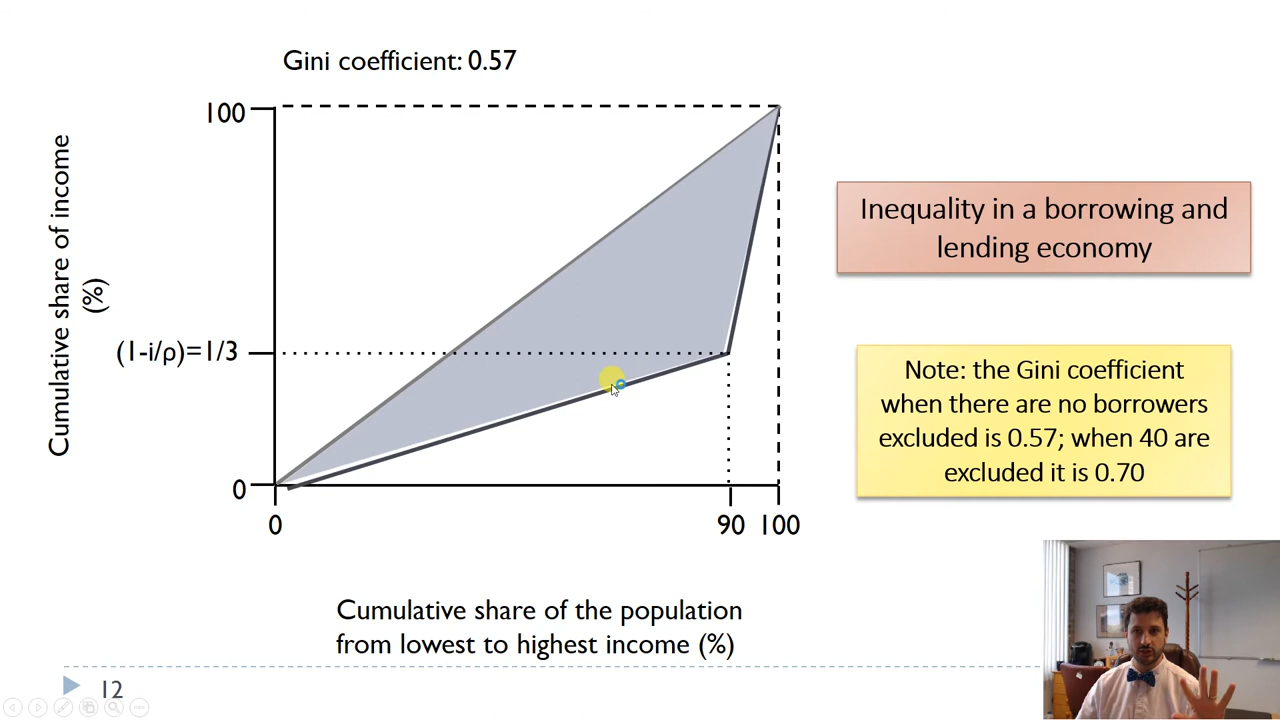 Gini coefficient: 0.57
100
Cumulative share of income
(%)
(1-i/ρ)=1/3
0
0
90
100
Cumulative share of the population
from lowest to highest income (%)
Inequality in a borrowing and
lending economy
Note: the Gini coefficient
when there are no borrowers
excluded is 0.57; when 40 are
excluded it is 0.70
12